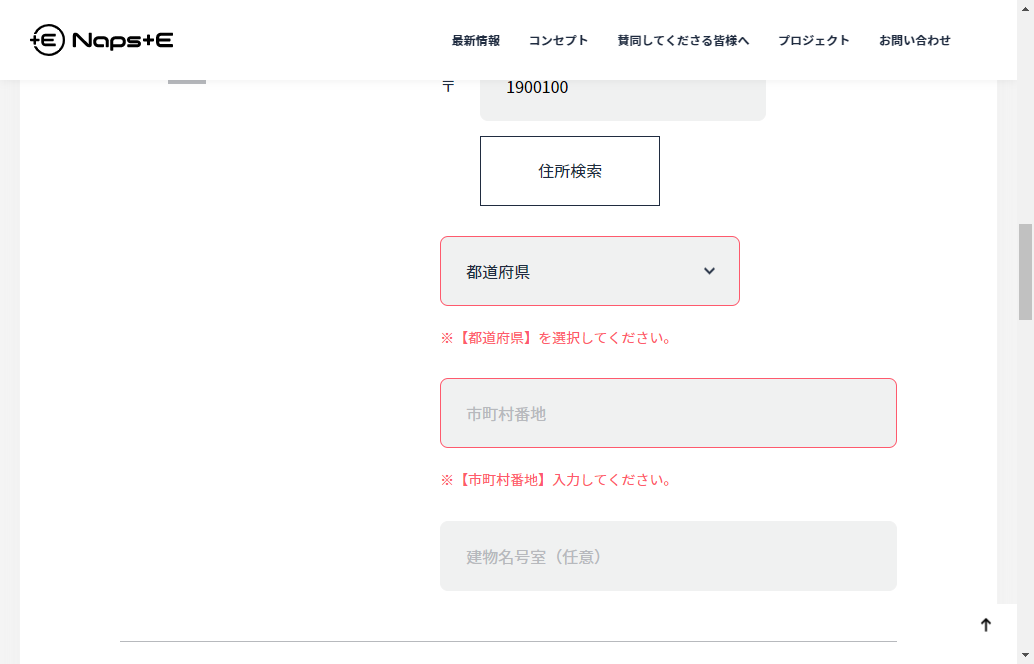 Naps+E
最新情報 コンセプト 賛同してくださる皆様へ プロジェクト お問い合わせ
〒 1900100
住所検索
都道府県
※【都道府県】を選択してください。
市町村番地
※【市町村番地】入力してください。
建物名号室（任意）